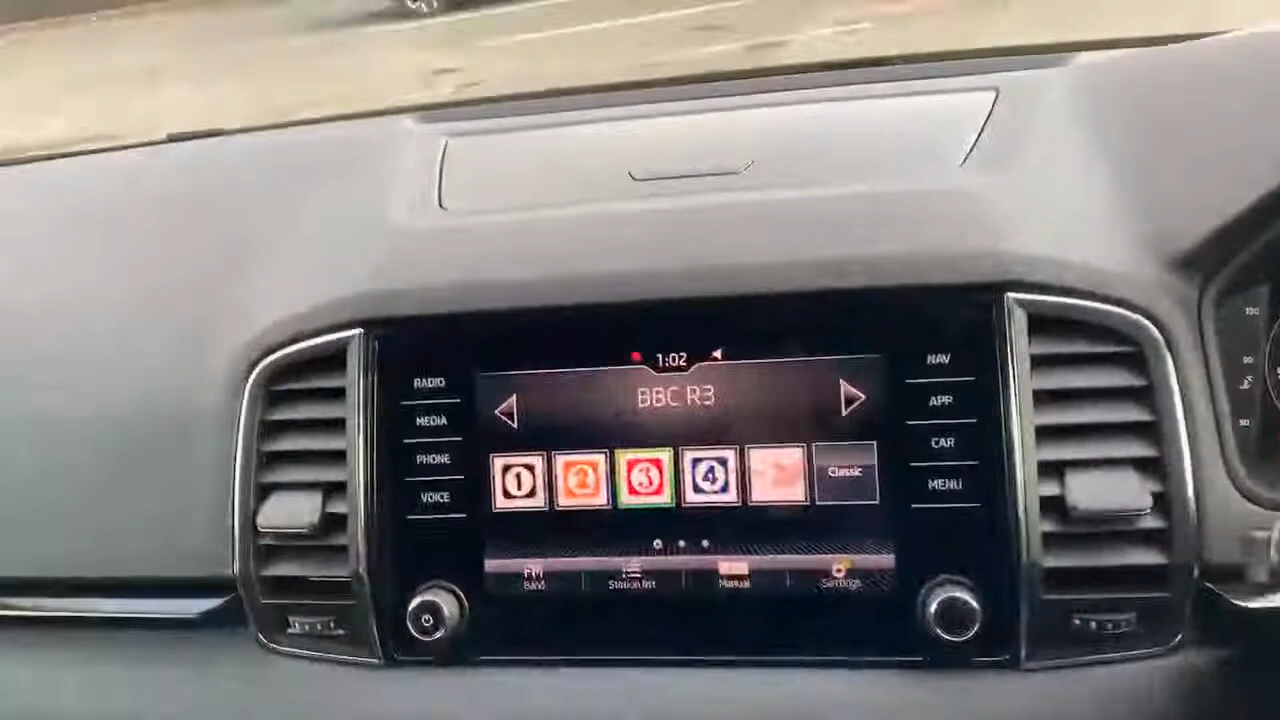 1:02
RADIO
MEDIA
PHONE
VOICE
BBC R3
1
2
3
4
Classic
FM
Band
Station list
Manual
Settings
NAV
APP
CAR
MENU
100